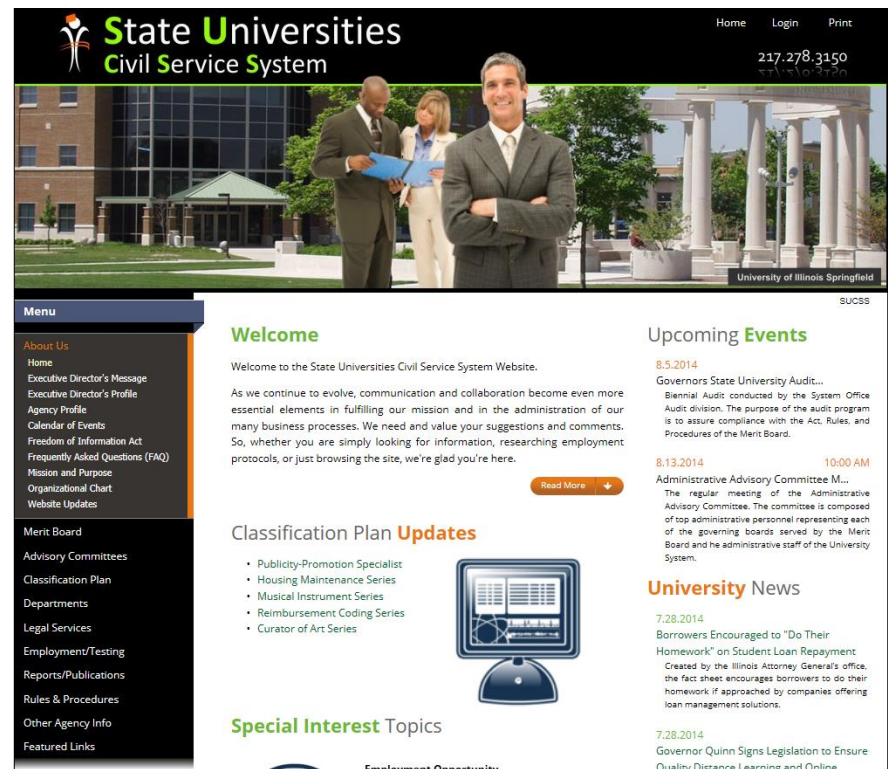 State Universities
Civil Service System
Home Login Print
217.278.3150
University of Illinois Springfield
SUCSS
Menu
About Us
Home
Executive Director's Message
Executive Director's Profile
Agency Profile
Calendar of Events
Freedom of Information Act
Frequently Asked Questions (FAQ)
Mission and Purpose
Organizational Chart
Website Updates
Merit Board
Advisory Committees
Classification Plan
Departments
Legal Services
Employment/Testing
Reports/Publications
Rules & Procedures
Other Agency Info
Featured Links
Welcome
Welcome to the State Universities Civil Service System Website.
As we continue to evolve, communication and collaboration become even more
essential elements in fulfilling our mission and in the administration of our
many business processes. We need and value your suggestions and comments.
So, whether you are simply looking for information, researching employment
protocols, or just browsing the site, we're glad you're here.
Read More
Classification Plan Updates
• Publicity-Promotion Specialist
• Housing Maintenance Series
• Musical Instrument Series
• Reimbursement Coding Series
• Curator of Art Series
Special Interest Topics
Employment Opportunity
Upcoming Events
8.5.2014
Governors State University Audit...
Biennial Audit conducted by the System Office
Audit division. The purpose of the audit program
is to assure compliance with the Act, Rules, and
Procedures of the Merit Board.
8.13.2014 10:00 AM
Administrative Advisory Committee M...
The regular meeting of the Administrative
Advisory Committee. The committee is composed
of top administrative personnel representing each
of the governing boards served by the Merit
Board and he administrative staff of the University
System.
University News
7.28.2014
Borrowers Encouraged to "Do Their
Homework" on Student Loan Repayment
Created by the Illinois Attorney General's office,
the fact sheet encourages borrowers to do their
homework if approached by companies offering
loan management solutions.
7.28.2014
Governor Quinn Signs Legislation to Ensure
Quality Distance Learning and Online